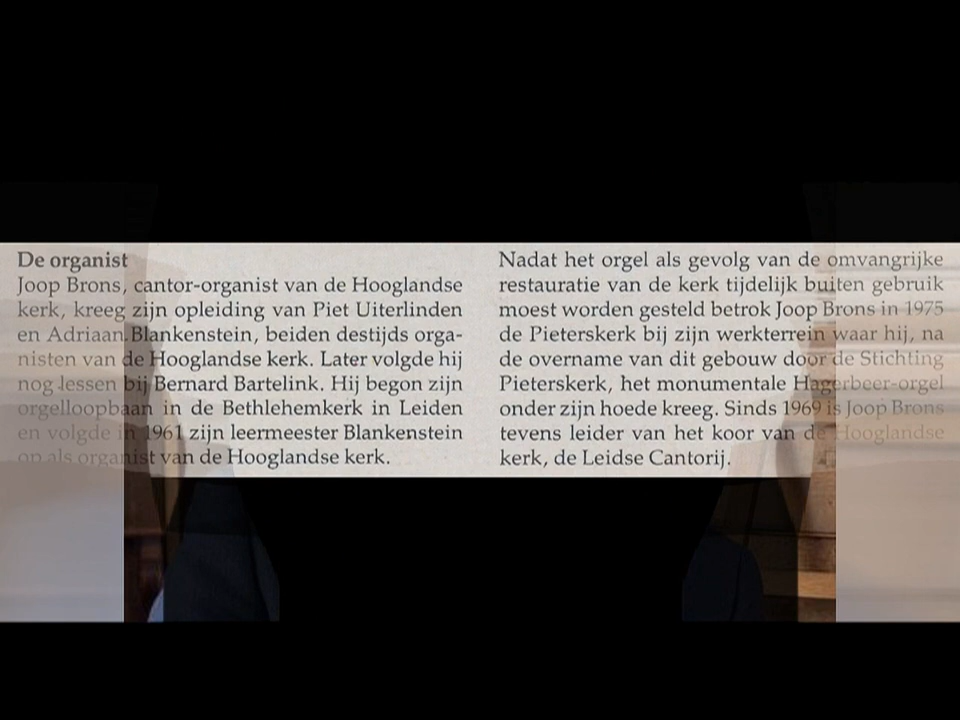 De organist
Joop Brons, cantor-organist van de Hooglandse
kerk, kreeg zijn opleiding van Piet Uiterlinden
en Adriaan Blankenstein, beiden destijds orga-
nisten van de Hooglandse kerk. Later volgde hij
nog lessen bij Bernard Bartelink. Hij begon zijn
orgelloopbaan in de Bethlehemkerk in Leiden
en volgde in 1961 zijn leermeester Blankenstein
op als organist van de Hooglandse kerk.
Nadat het orgel als gevolg van de omvangrijke
restauratie van de kerk tijdelijk buiten gebruik
moest worden gesteld betrok Joop Brons in 1975
de Pieterskerk bij zijn werkterrein waar hij, na
de overname van dit gebouw door de Stichting
Pieterskerk, het monumentale Hagerbeer-orgel
onder zijn hoede kreeg. Sinds 1969 is Joop Brons
tevens leider van het koor van de Hooglandse
kerk, de Leidse Cantorij.